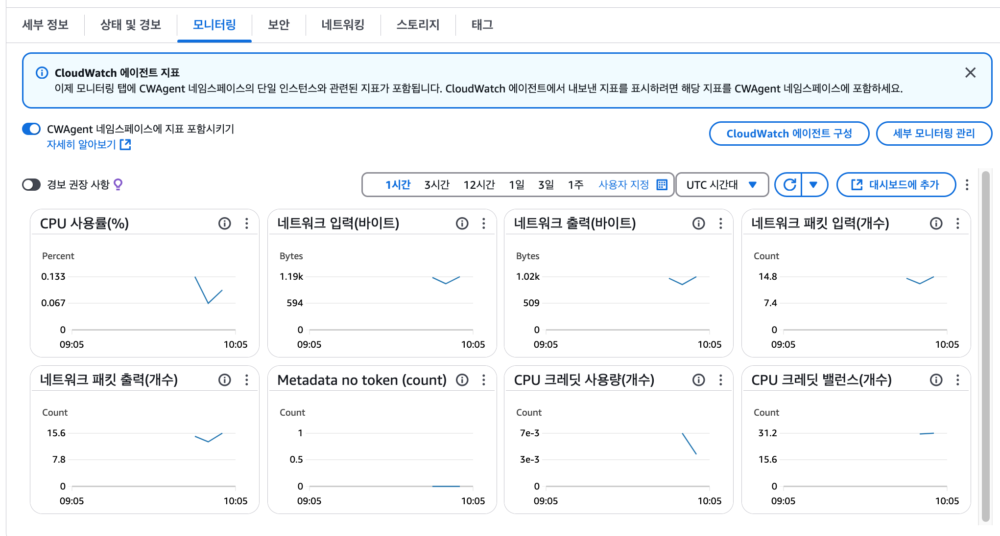 세부 정보
상태 및 경보
모니터링
보안
네트워킹
스토리지
태그
CloudWatch 에이전트 지표
이제 모니터링 탭에 CWAgent 네임스페이스의 단일 인스턴스와 관련된 지표가 포함됩니다. CloudWatch 에이전트에서 내보낸 지표를 표시하려면 해당 지표를 CWAgent 네임스페이스에 포함하세요.
CWAgent 네임스페이스에 지표 포함시키기
자세히 알아보기
CloudWatch 에이전트 구성
세부 모니터링 관리
경보 권장 사항
1시간
3시간
12시간
1일
3일
1주
사용자 지정
UTC 시간대
대시보드에 추가
CPU 사용률(%)
Percent
0.133
0.067
0
09:05
10:05
네트워크 입력(바이트)
Bytes
1.19k
594
0
09:05
10:05
네트워크 출력(바이트)
Bytes
1.02k
509
0
09:05
10:05
네트워크 패킷 입력(개수)
Count
14.8
7.4
0
09:05
10:05
네트워크 패킷 출력(개수)
Count
15.6
7.8
0
09:05
10:05
Metadata no token (count)
Count
1
0.5
0
09:05
10:05
CPU 크레딧 사용량(개수)
Count
7e-3
3e-3
0
09:05
10:05
CPU 크레딧 밸런스(개수)
Count
31.2
15.6
0
09:05
10:05